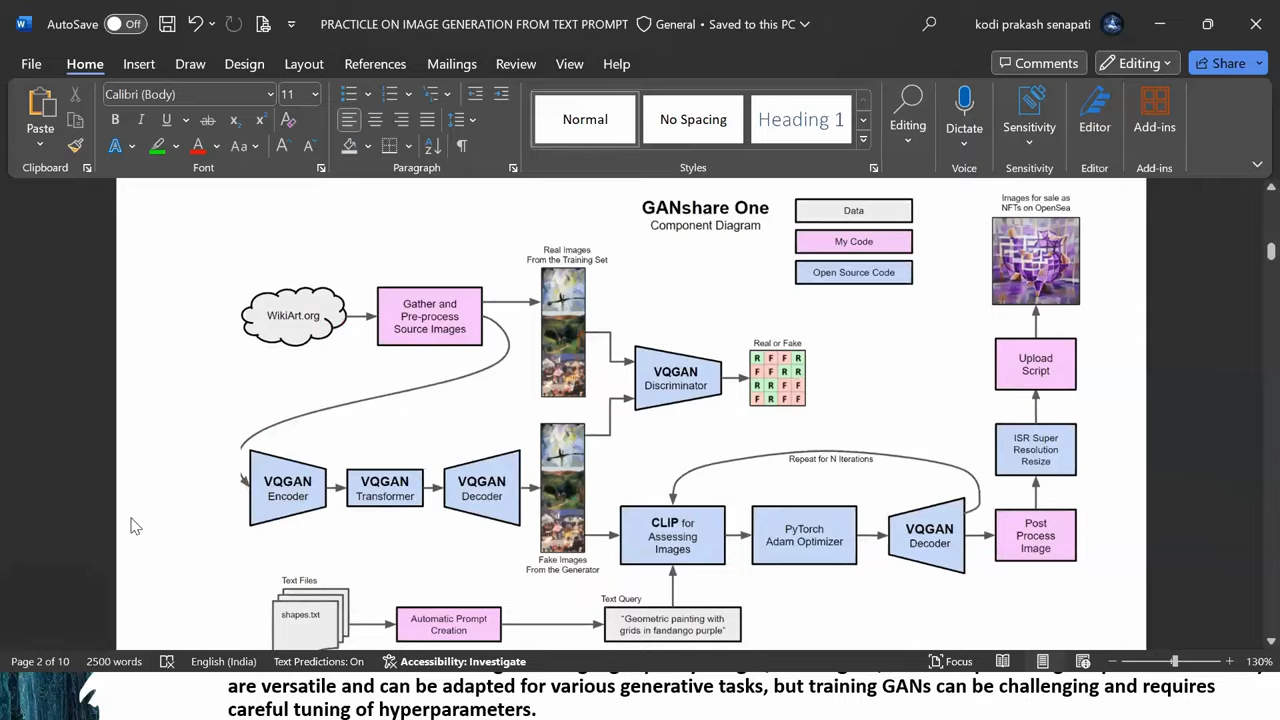 AutoSave Off
PRACTICLE ON IMAGE GENERATION FROM TEXT PROMPT
General • Saved to this PC
kodi prakash senapati
File Home Insert Draw Design Layout References Mailings Review View Help
Comments Editing Share
Paste
Calibri (Body) 11
Normal
No Spacing
Heading 1
Editing
Dictate
Sensitivity
Editor
Add-ins
Clipboard Font Paragraph Styles Voice Sensitivity Editor Add-ins
GANshare One
Component Diagram
Data
My Code
Open Source Code
Images for sale as
NFTs on OpenSea
Real Images
From the Training Set
WikiArt.org
Gather and
Pre-process
Source Images
VQGAN
Discriminator
Real or Fake
R F F R
F F R R
R R F F
F R F F
Upload
Script
ISR Super
Resolution
Resize
Repeat for N Iterations
VQGAN
Encoder
VQGAN
Transformer
VQGAN
Decoder
CLIP for
Assessing
Images
PyTorch
Adam Optimizer
VQGAN
Decoder
Post
Process
Image
Fake Images
From the Generator
Text Files
shapes.txt
Automatic Prompt
Creation
Text Query
"Geometric painting with
grids in fandango purple"
Page 2 of 10 2500 words English (India) Text Predictions: On Accessibility: Investigate Focus 130%
are versatile and can be adapted for various generative tasks, but training GANs can be challenging and requires
careful tuning of hyperparameters.